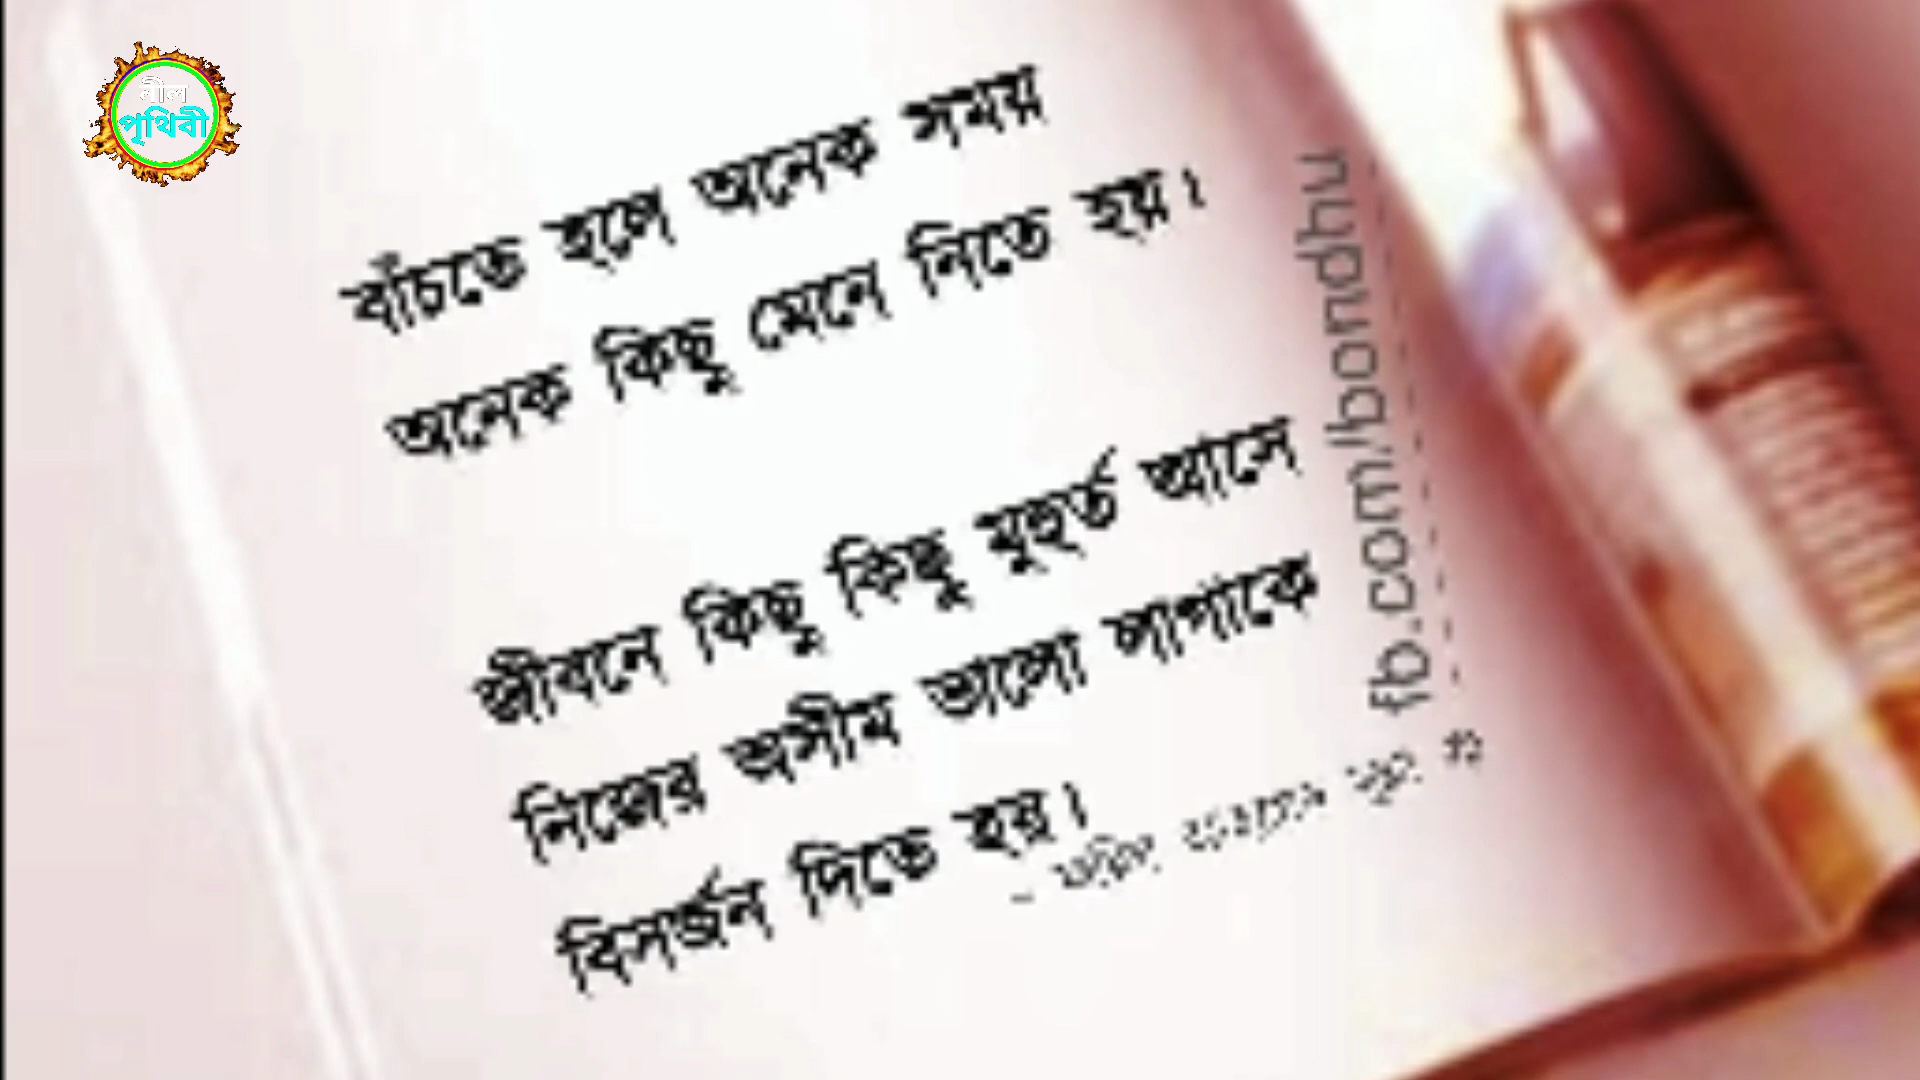 নীল
পৃথিবী
বাঁচতে হলে অনেক সময়
অনেক কিছু মেনে নিতে হয়।
জীবনে কিছু কিছু মুহুর্ত আসে
নিজের অসীম ভালো লাগাকে
বিসর্জন দিতে হয়।
fb.com/bondhu